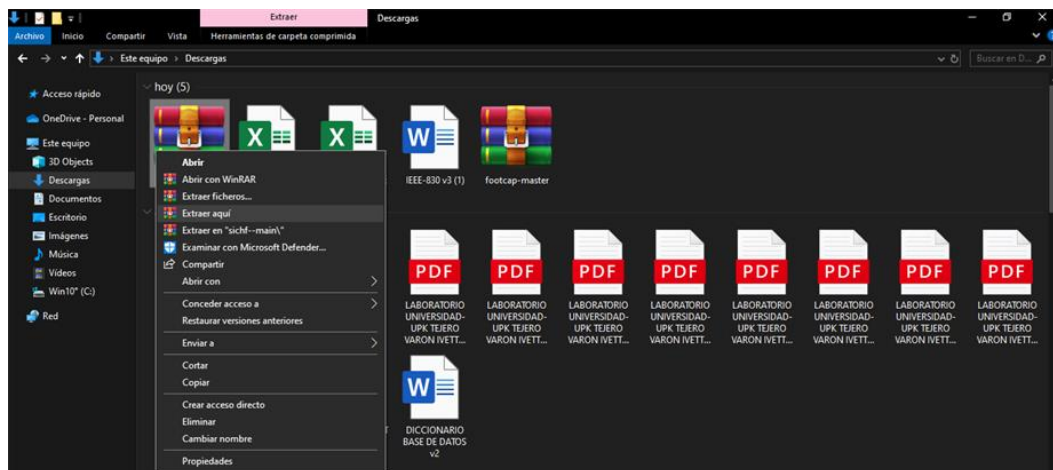 Extraer
Descargas
Archivo
Inicio
Compartir
Vista
Herramientas de carpeta comprimida
Este equipo > Descargas
Buscar en D...
Acceso rápido
OneDrive - Personal
Este equipo
3D Objects
Descargas
Documentos
Escritorio
Imágenes
Música
Vídeos
Win10" (C:)
Red
hoy (5)
IEEE-830 v3 (1)
footcap-master
Abrir
Abrir con WinRAR
Extraer ficheros...
Extraer aquí
Extraer en "sichf--main\"
Examinar con Microsoft Defender...
Compartir
Abrir con
Conceder acceso a
Restaurar versiones anteriores
Enviar a
Cortar
Copiar
Crear acceso directo
Eliminar
Cambiar nombre
Propiedades
PDF
LABORATORIO
UNIVERSIDAD-
UPK TEJERO
VARON IVETT...
PDF
LABORATORIO
UNIVERSIDAD-
UPK TEJERO
VARON IVETT...
PDF
LABORATORIO
UNIVERSIDAD-
UPK TEJERO
VARON IVETT...
PDF
LABORATORIO
UNIVERSIDAD-
UPK TEJERO
VARON IVETT...
PDF
LABORATORIO
UNIVERSIDAD-
UPK TEJERO
VARON IVETT...
PDF
LABORATORIO
UNIVERSIDAD-
UPK TEJERO
VARON IVETT...
PDF
LABORATORIO
UNIVERSIDAD-
UPK TEJERO
VARON IVETT...
PDF
LABORATORIO
UNIVERSIDAD-
UPK TEJERO
VARON IVETT...
DICCIONARIO
BASE DE DATOS
v2